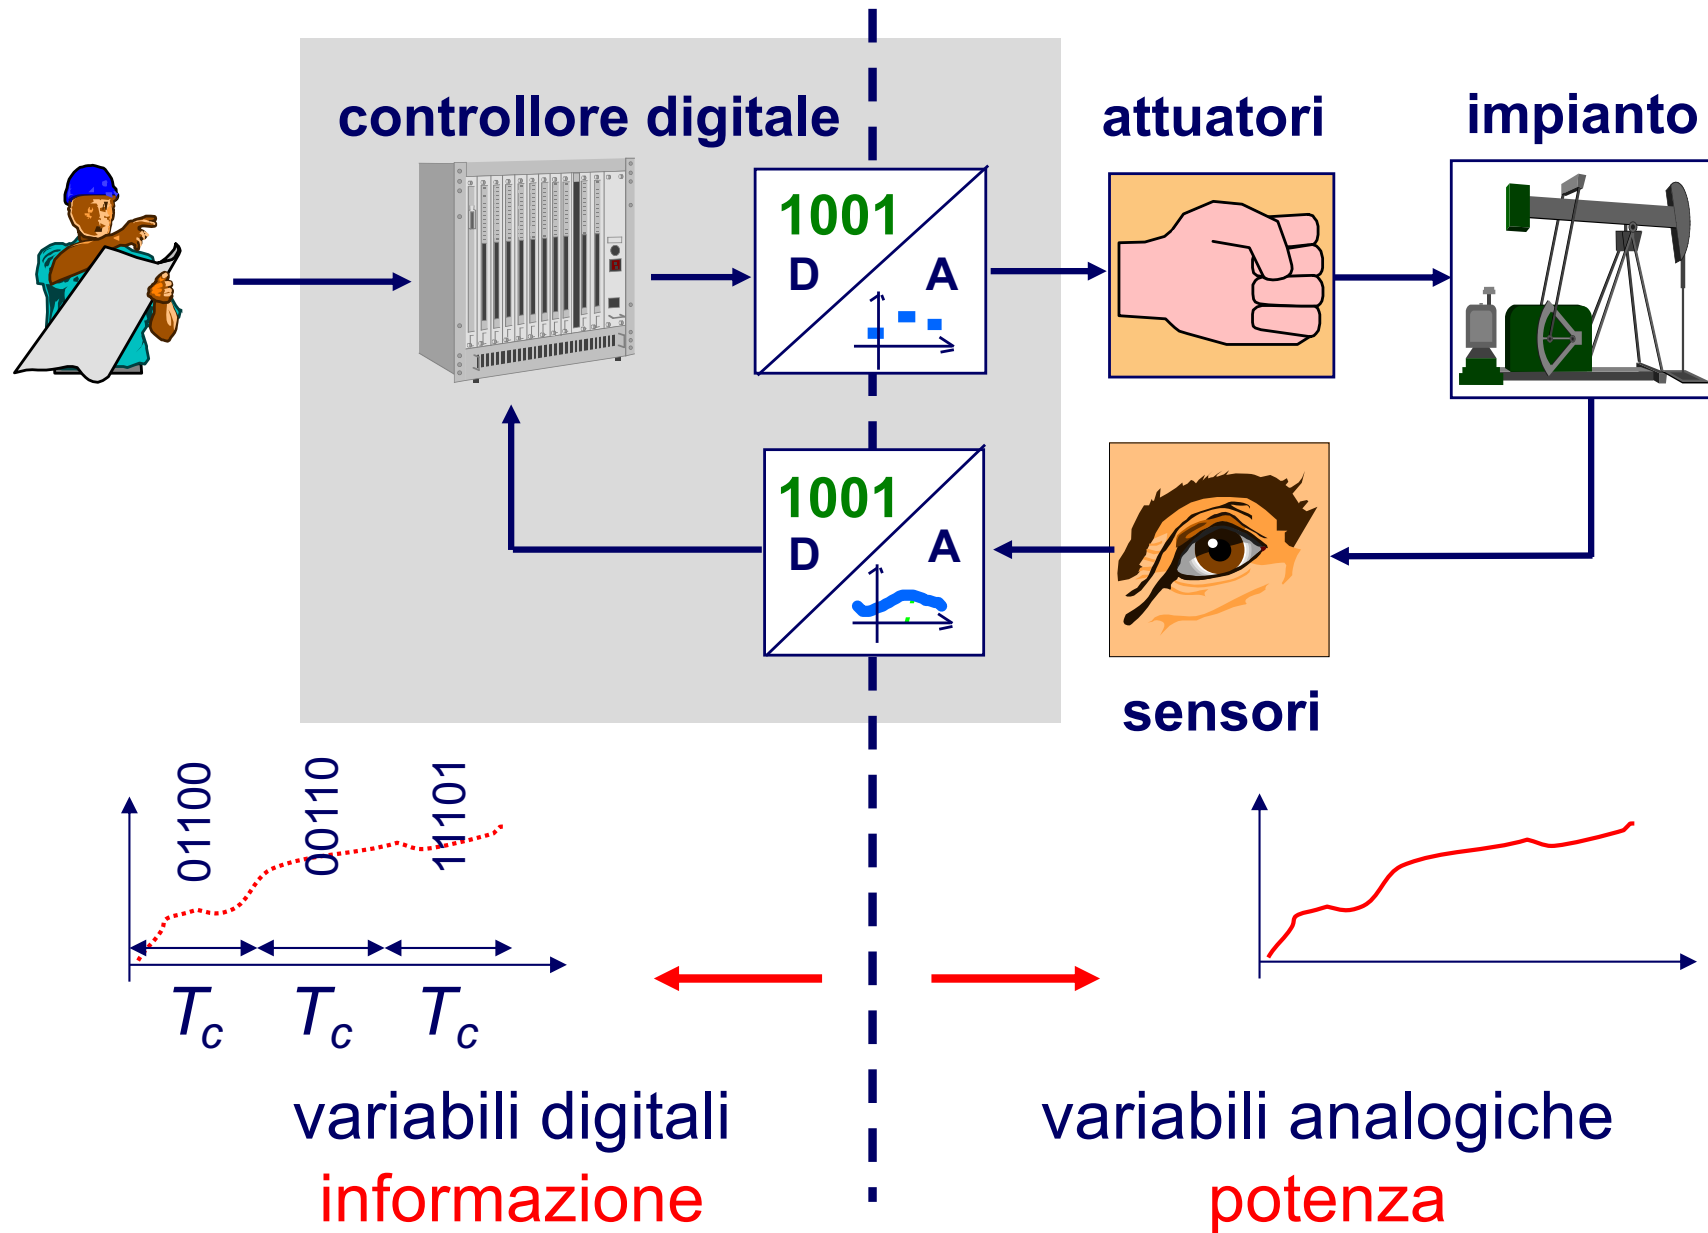 controllore digitale
attuatori
impianto
1001
D
A
1001
D
A
sensori
01100
00110
11101
Tc
Tc
Tc
variabili digitali
informazione
variabili analogiche
potenza